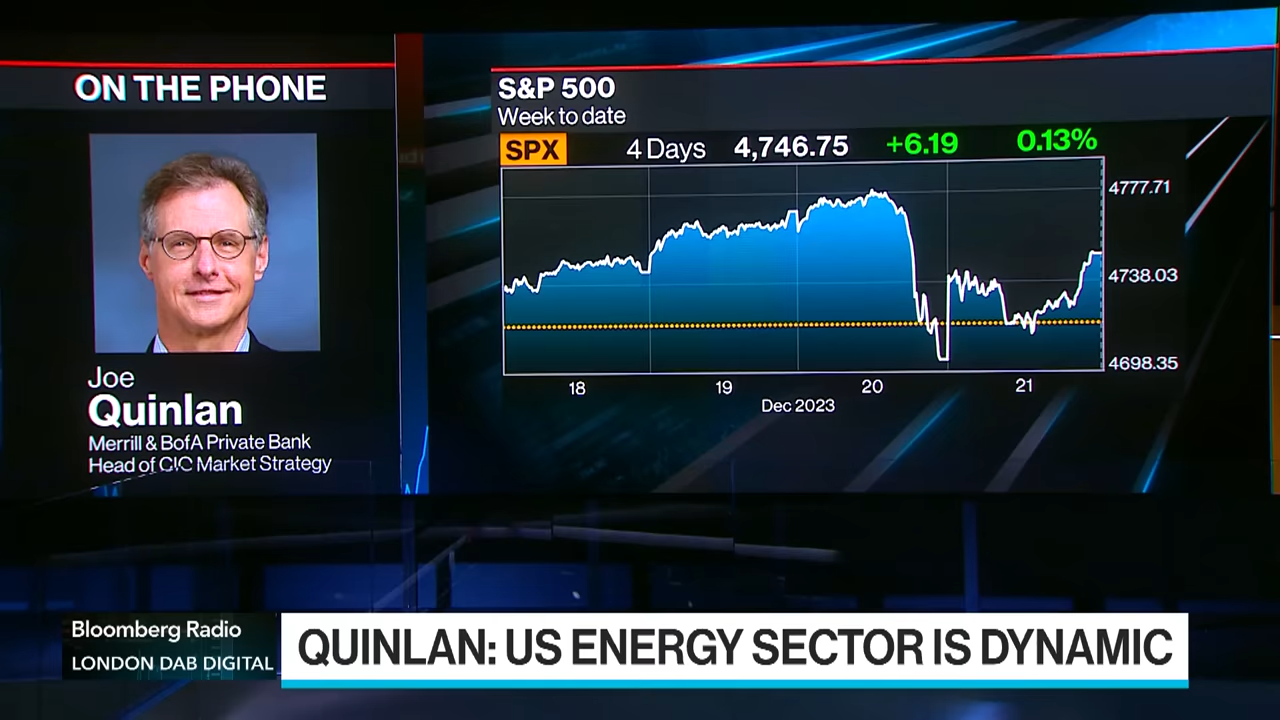 ON THE PHONE
Joe
Quinlan
Merrill & BofA Private Bank
Head of CIC Market Strategy
S&P 500
Week to date
SPX 4 Days 4,746.75 +6.19 0.13%
4777.71
4738.03
4698.35
18 19 20 21
Dec 2023
Bloomberg Radio
LONDON DAB DIGITAL
QUINLAN: US ENERGY SECTOR IS DYNAMIC